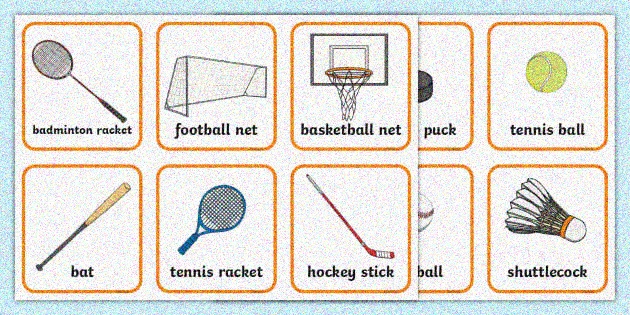 badminton racket
football net
basketball net
puck
tennis ball
bat
tennis racket
hockey stick
ball
shuttlecock